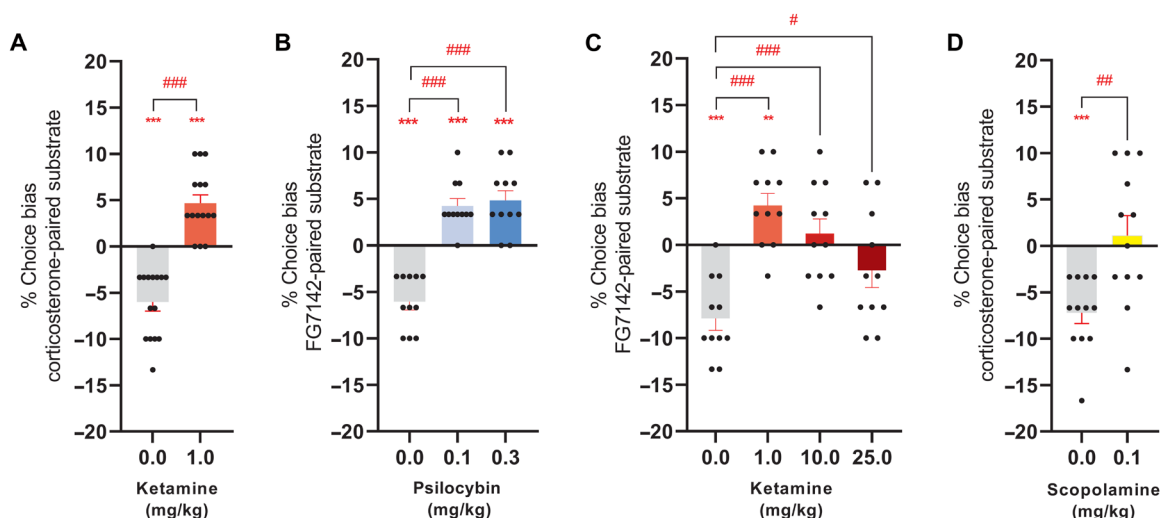 A
% Choice bias
corticosterone-paired substrate
20
15
10
5
0
−5
−10
−15
−20
###
*** ***
0.0 1.0
Ketamine
(mg/kg)
B
% Choice bias
FG7142-paired substrate
20
15
10
5
0
−5
−10
−15
−20
###
###
*** *** ***
0.0 0.1 0.3
Psilocybin
(mg/kg)
C
% Choice bias
FG7142-paired substrate
20
15
10
5
0
−5
−10
−15
−20
#
###
###
*** **
0.0 1.0 10.0 25.0
Ketamine
(mg/kg)
D
% Choice bias
corticosterone-paired substrate
20
15
10
5
0
−5
−10
−15
−20
##
***
0.0 0.1
Scopolamine
(mg/kg)